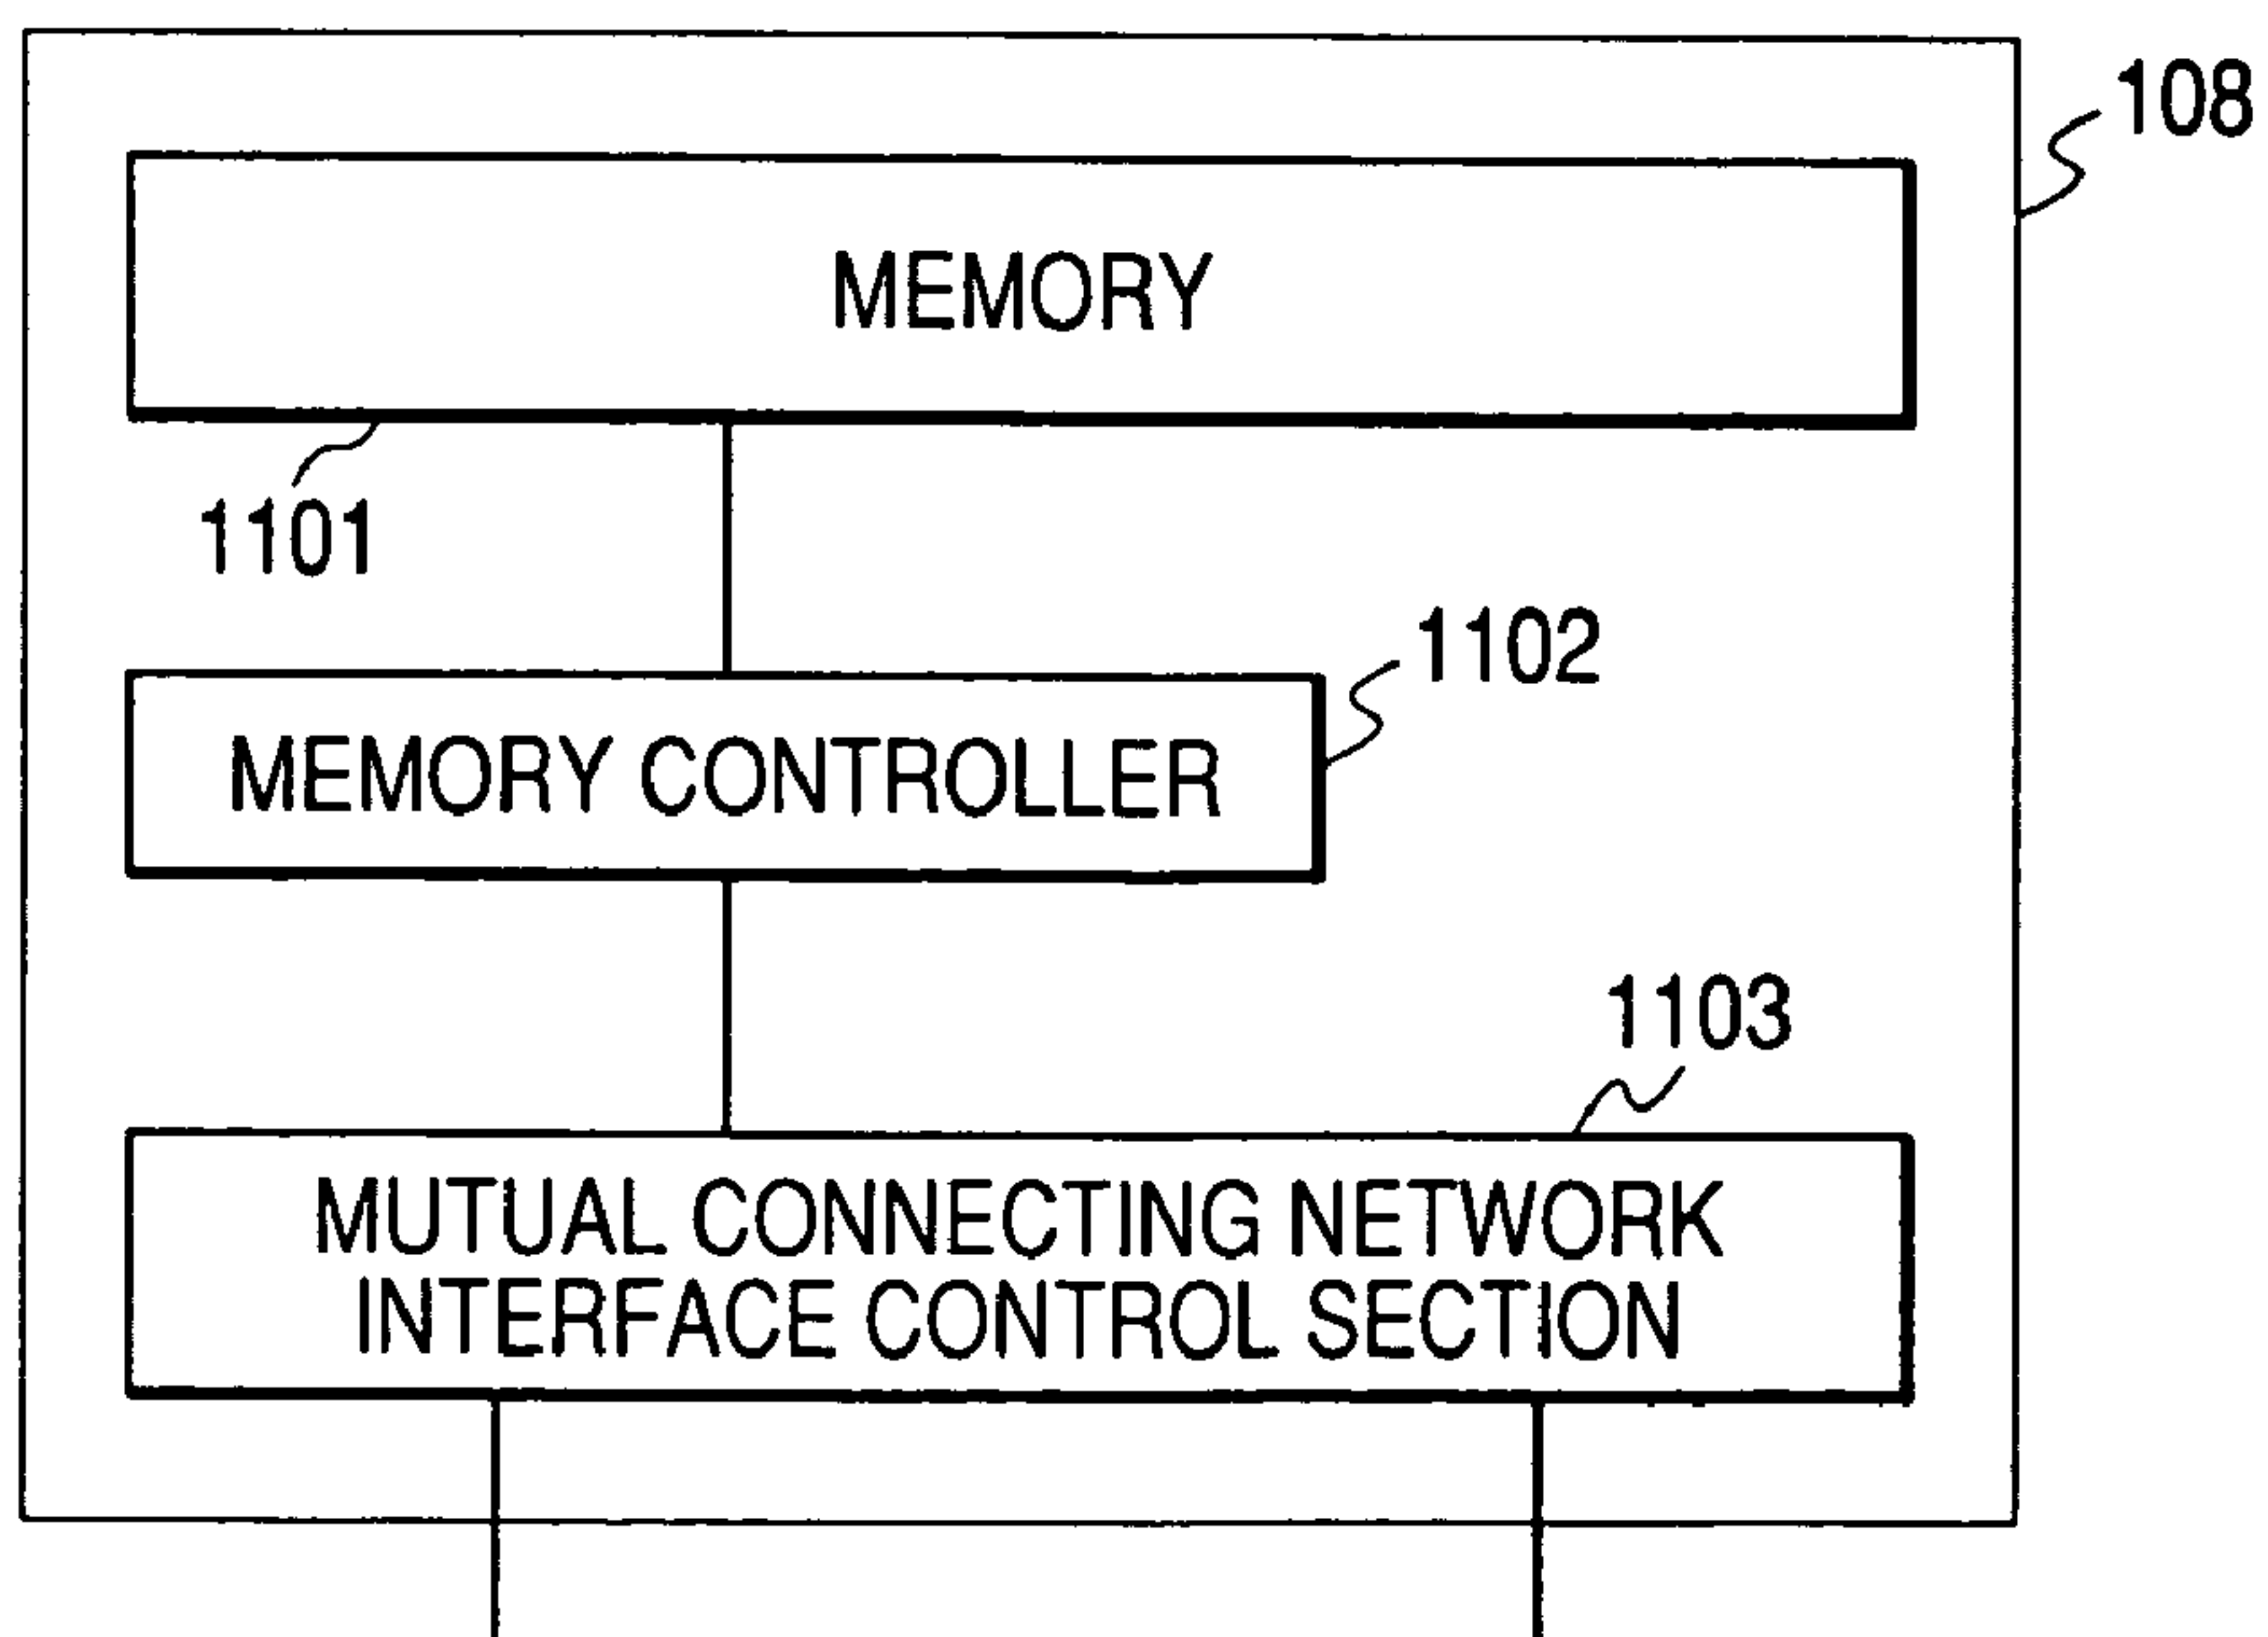 108
MEMORY
1101
1102
MEMORY CONTROLLER
1103
MUTUAL CONNECTING NETWORK
INTERFACE CONTROL SECTION